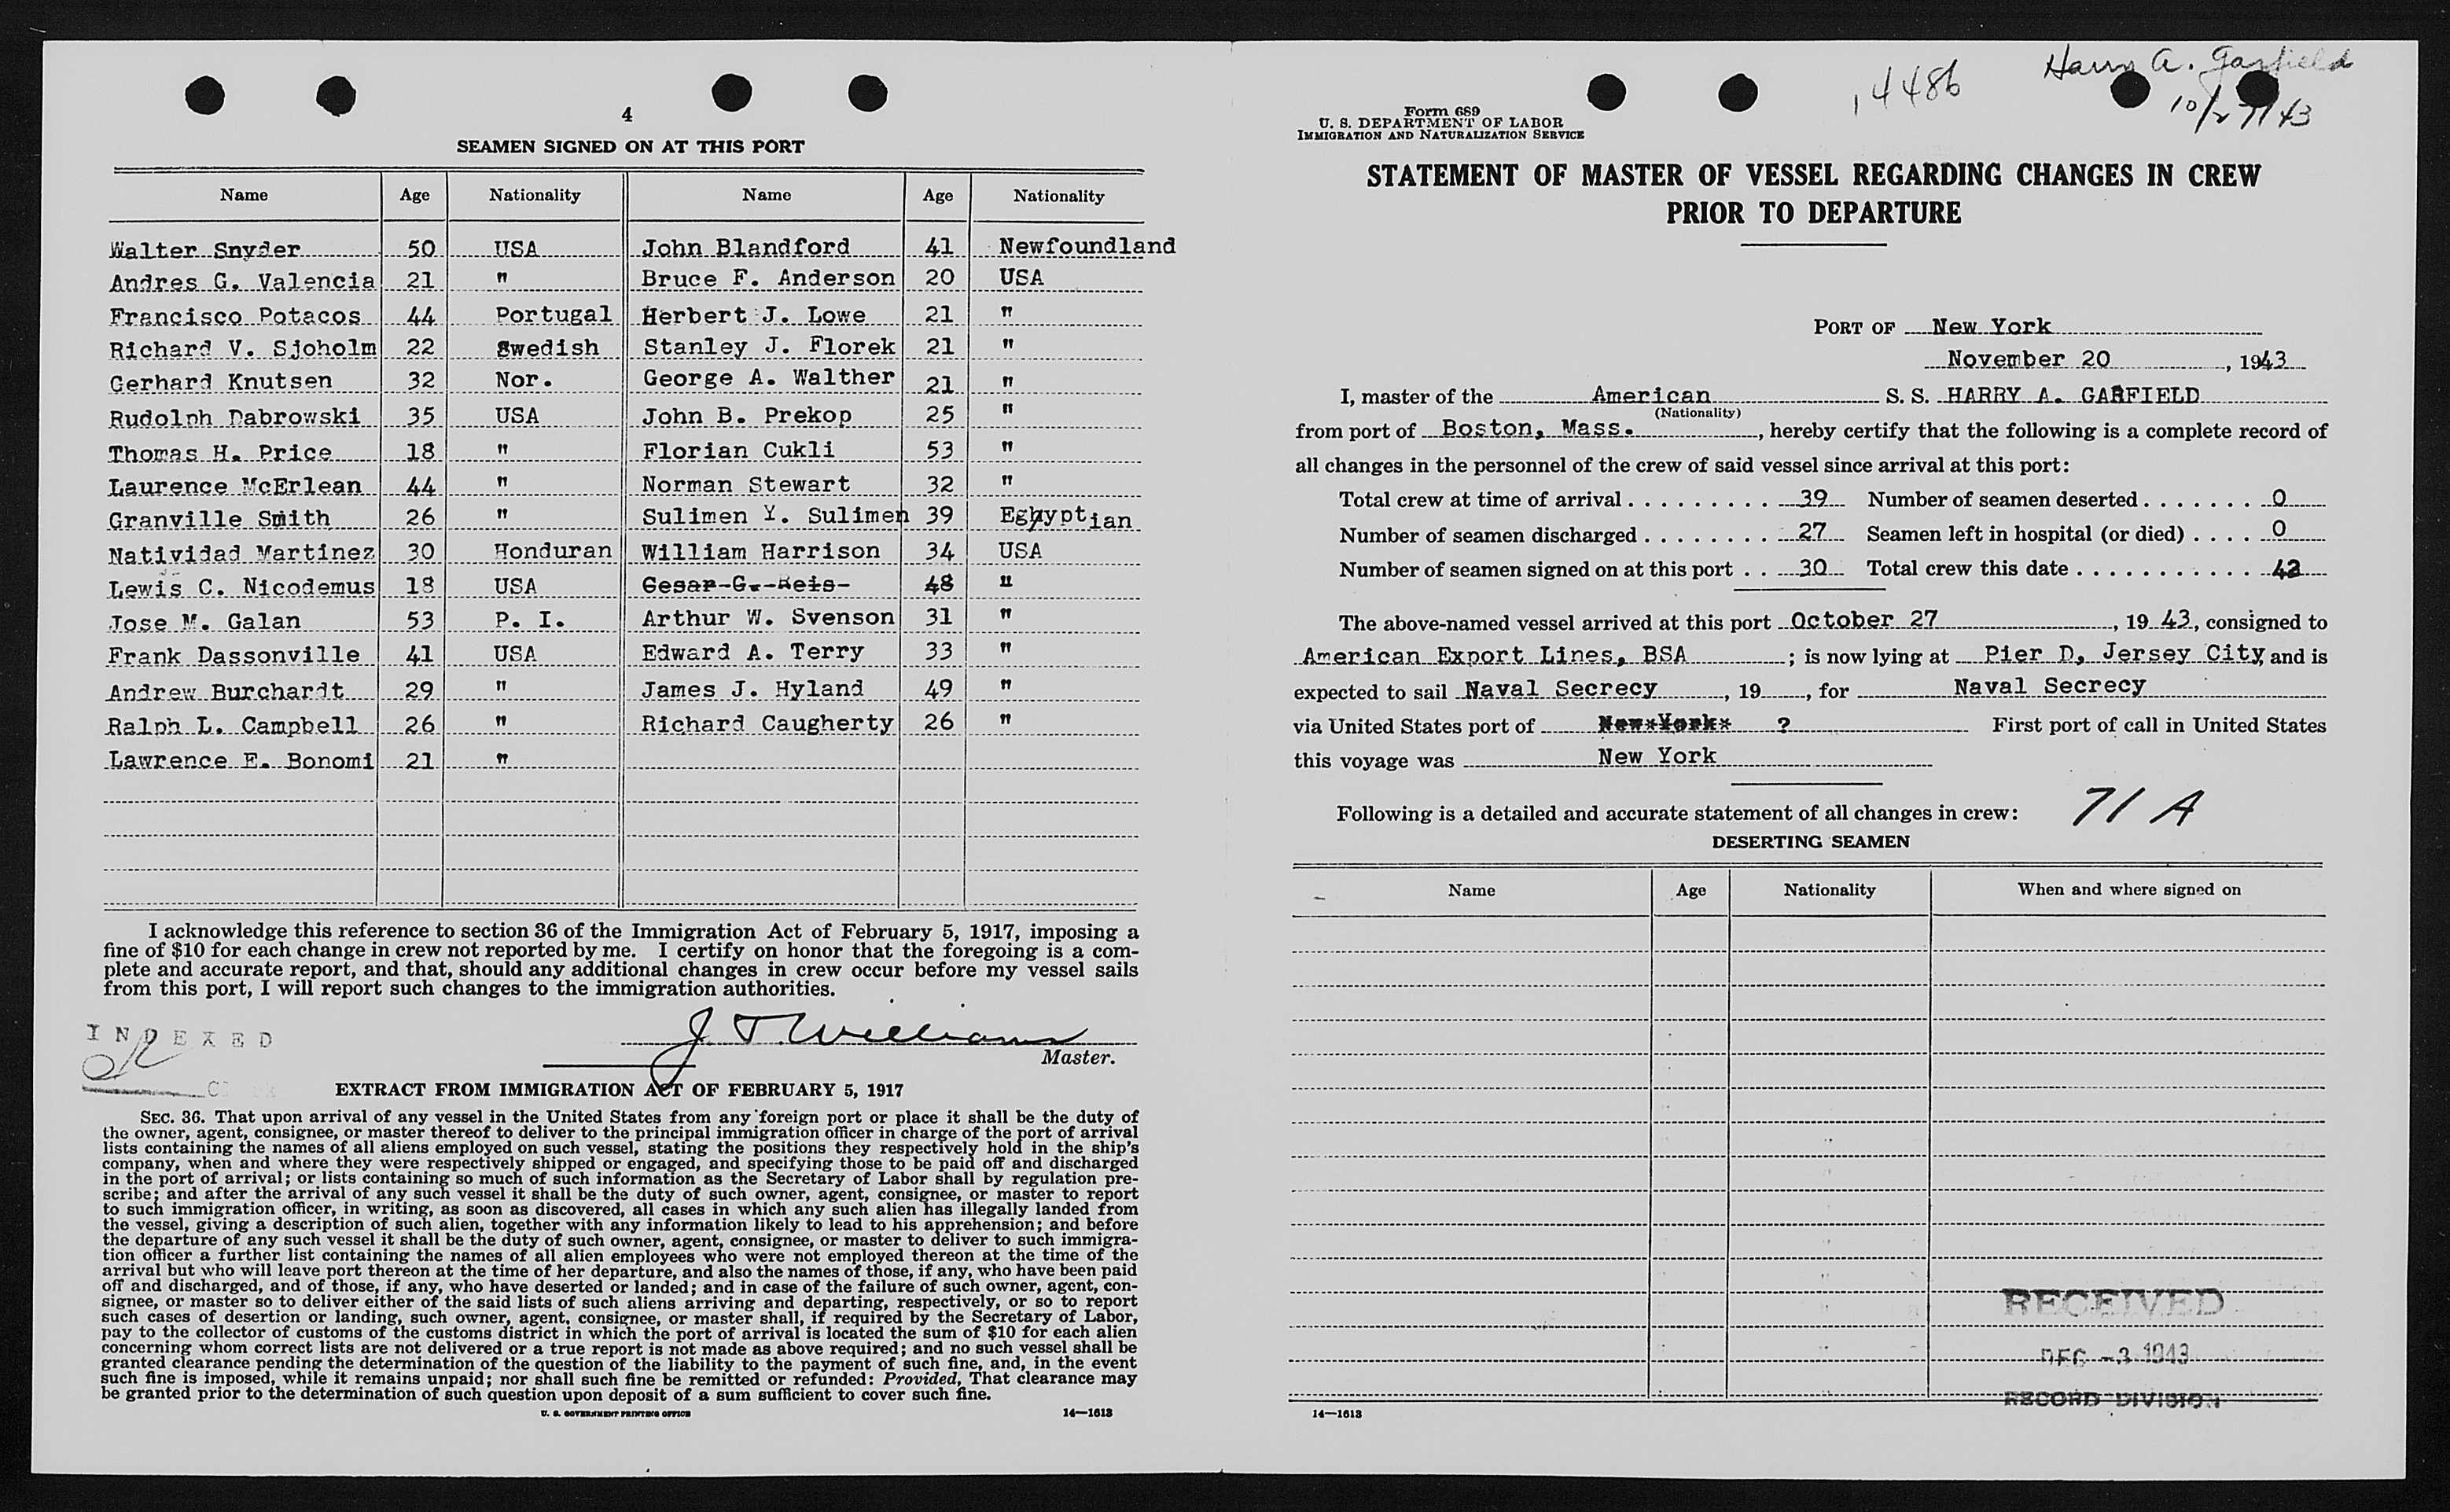 4
SEAMEN SIGNED ON AT THIS PORT
Name Age Nationality Name Age Nationality
Walter Snyder 50 USA John Blandford 41 Newfoundland
Andres G. Valencia 21 " Bruce F. Anderson 20 USA
Francisco Potacos 44 Portugal Herbert J. Lowe 21 "
Richard V. Sjoholm 22 Swedish Stanley J. Florek 21 "
Gerhard Knutsen 32 Nor. George A. Walther 21 "
Rudolph Dabrowski 35 USA John B. Prekop 25 "
Thomas H. Price 18 " Florian Cukli 53 "
Laurence McErlean 44 " Norman Stewart 32 "
Granville Smith 26 " Sulimen Y. Sulimen 39 Eghyptian
Natividad Martinez 30 Honduran William Harrison 34 USA
Lewis C. Nicodemus 18 USA Cesar G. Reis 48 "
Jose M. Galan 53 P. I. Arthur W. Svenson 31 "
Frank Dassonville 41 USA Edward A. Terry 33 "
Andrew Burchardt 29 " James J. Hyland 49 "
Ralph L. Campbell 26 " Richard Caugherty 26 "
Lawrence E. Bonomi 21 "
I acknowledge this reference to section 36 of the Immigration Act of February 5, 1917, imposing a
fine of $10 for each change in crew not reported by me. I certify on honor that the foregoing is a com-
plete and accurate report, and that, should any additional changes in crew occur before my vessel sails
from this port, I will report such changes to the immigration authorities.
INDEXED
J. T. Williams
Master.
EXTRACT FROM IMMIGRATION ACT OF FEBRUARY 5, 1917
SEC. 36. That upon arrival of any vessel in the United States from any foreign port or place it shall be the duty of
the owner, agent, consignee, or master thereof to deliver to the principal immigration officer in charge of the port of arrival
lists containing the names of all aliens employed on such vessel, stating the positions they respectively hold in the ship's
company, when and where they were respectively shipped or engaged, and specifying those to be paid off and discharged
in the port of arrival; or lists containing so much of such information as the Secretary of Labor shall by regulation pre-
scribe; and after the arrival of any such vessel it shall be the duty of such owner, agent, consignee, or master to report
to such immigration officer, in writing, as soon as discovered, all cases in which any such alien has illegally landed from
the vessel, giving a description of such alien, together with any information likely to lead to his apprehension; and before
the departure of any such vessel it shall be the duty of such owner, agent, consignee, or master to deliver to such immigra-
tion officer a further list containing the names of all alien employees who were not employed thereon at the time of the
arrival but who will leave port thereon at the time of her departure, and also the names of those, if any, who have been paid
off and discharged, and of those, if any, who have deserted or landed; and in case of the failure of such owner, agent, con-
signee, or master so to deliver either of the said lists of such aliens arriving and departing, respectively, or so to report
such cases of desertion or landing, such owner, agent, consignee, or master shall, if required by the Secretary of Labor,
pay to the collector of customs of the customs district in which the port of arrival is located the sum of $10 for each alien
concerning whom correct lists are not delivered or a true report is not made as above required; and no such vessel shall be
granted clearance pending the determination of the question of the liability to the payment of such fine, and, in the event
such fine is imposed, while it remains unpaid; nor shall such fine be remitted or refunded: Provided, That clearance may
be granted prior to the determination of such question upon deposit of a sum sufficient to cover such fine.
U. S. GOVERNMENT PRINTING OFFICE 14—1613
14486
Harry A. Garfield
10/27/43
Form 689
U. S. DEPARTMENT OF LABOR
IMMIGRATION AND NATURALIZATION SERVICE
STATEMENT OF MASTER OF VESSEL REGARDING CHANGES IN CREW
PRIOR TO DEPARTURE
PORT OF New York
November 20, 1943
I, master of the American S. S. HARRY A. GARFIELD
(Nationality)
from port of Boston, Mass., hereby certify that the following is a complete record of
all changes in the personnel of the crew of said vessel since arrival at this port:
Total crew at time of arrival 39 Number of seamen deserted 0
Number of seamen discharged 27 Seamen left in hospital (or died) 0
Number of seamen signed on at this port 30 Total crew this date 42
The above-named vessel arrived at this port October 27, 1943, consigned to
American Export Lines, BSA; is now lying at Pier D, Jersey City and is
expected to sail Naval Secrecy, 19, for Naval Secrecy
via United States port of New York ? First port of call in United States
this voyage was New York
Following is a detailed and accurate statement of all changes in crew: 71 A
DESERTING SEAMEN
Name Age Nationality When and where signed on
RECEIVED
DEC -3 1943
RECORD DIVISION
14—1613